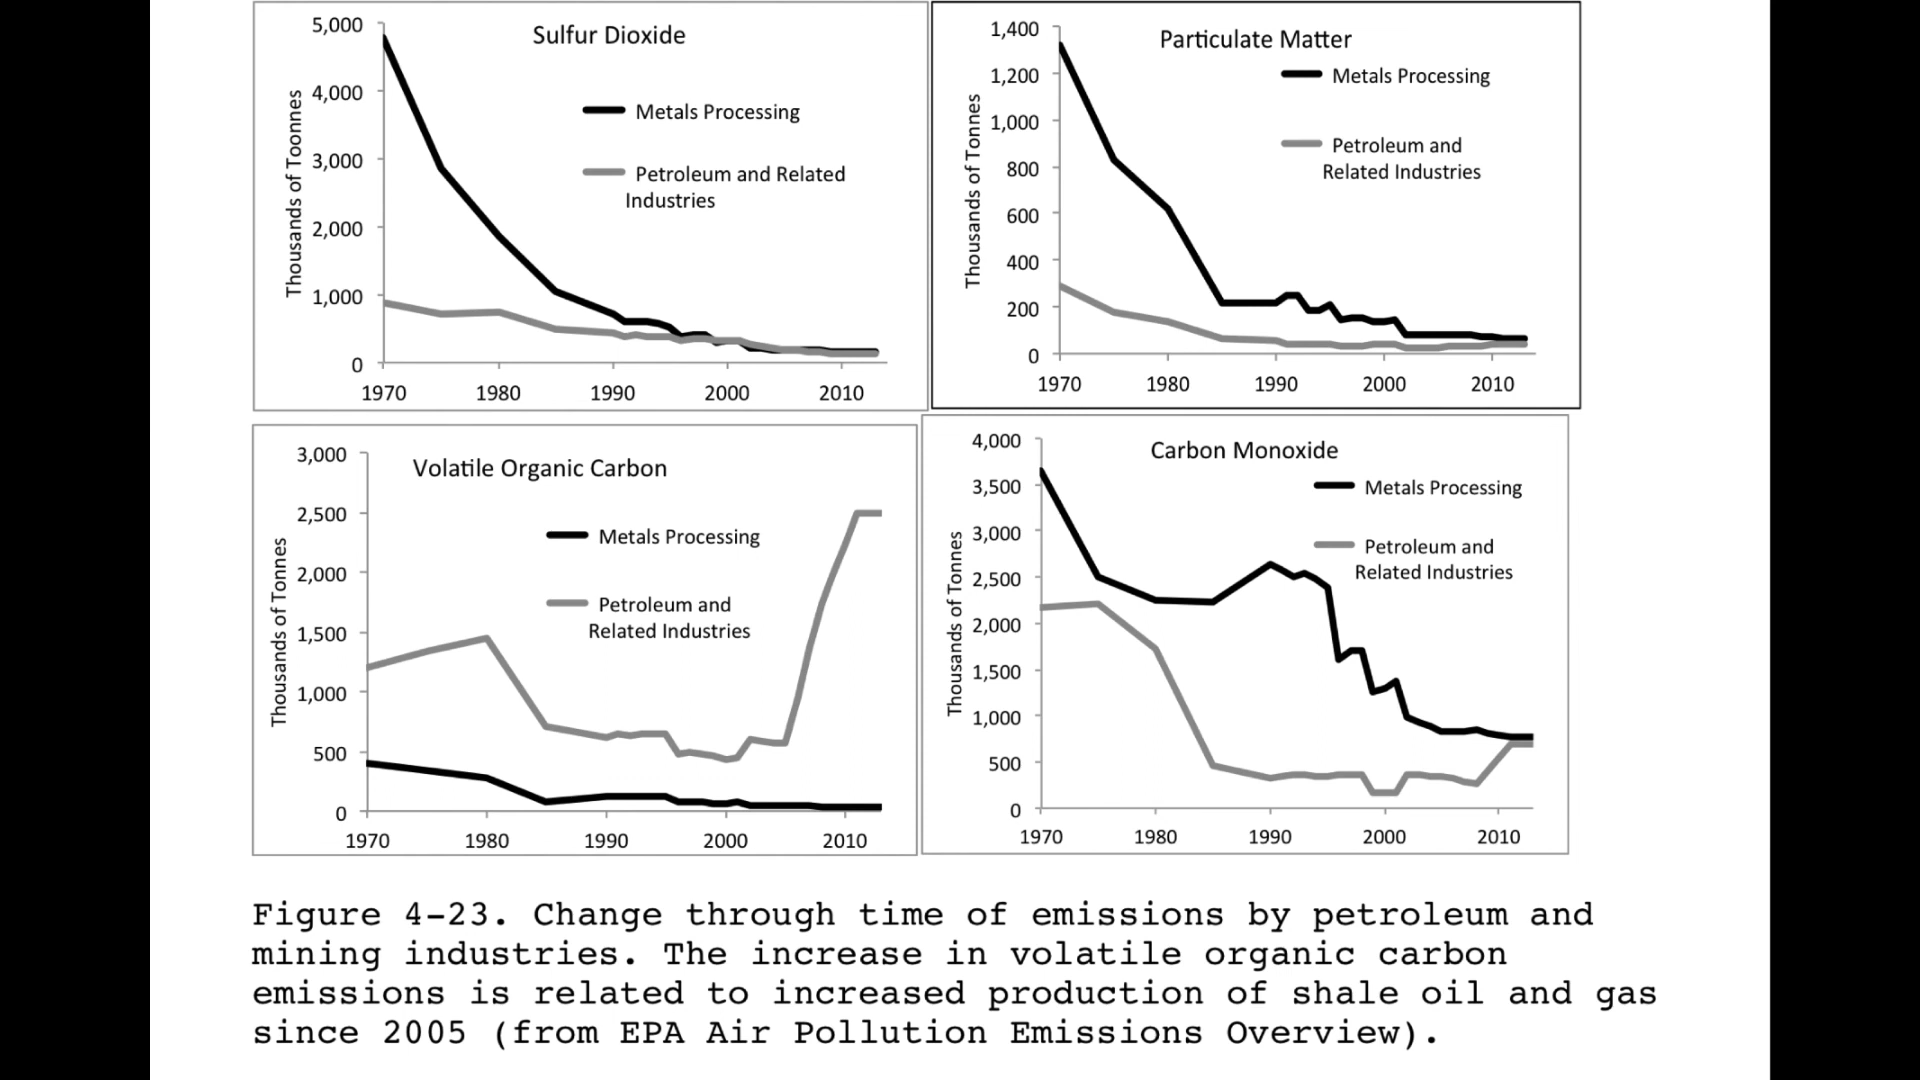 Sulfur Dioxide
Thousands of Toonnes
5,000
4,000
3,000
2,000
1,000
0
Metals Processing
Petroleum and Related
Industries
1970 1980 1990 2000 2010
Particulate Matter
Thousands of Tonnes
1,400
1,200
1,000
800
600
400
200
0
Metals Processing
Petroleum and
Related Industries
1970 1980 1990 2000 2010
Volatile Organic Carbon
Thousands of Tonnes
3,000
2,500
2,000
1,500
1,000
500
0
Metals Processing
Petroleum and
Related Industries
1970 1980 1990 2000 2010
Carbon Monoxide
Thousands of Tonnes
4,000
3,500
3,000
2,500
2,000
1,500
1,000
500
0
Metals Processing
Petroleum and
Related Industries
1970 1980 1990 2000 2010
Figure 4-23. Change through time of emissions by petroleum and
mining industries. The increase in volatile organic carbon
emissions is related to increased production of shale oil and gas
since 2005 (from EPA Air Pollution Emissions Overview).